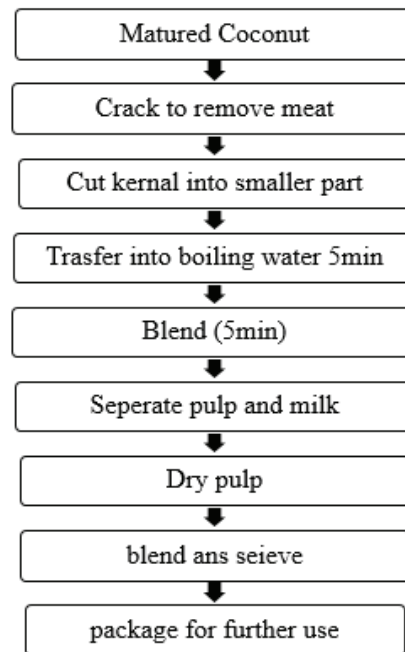 Matured Coconut
Crack to remove meat
Cut kernal into smaller part
Trasfer into boiling water 5min
Blend (5min)
Seperate pulp and milk
Dry pulp
blend ans seieve
package for further use